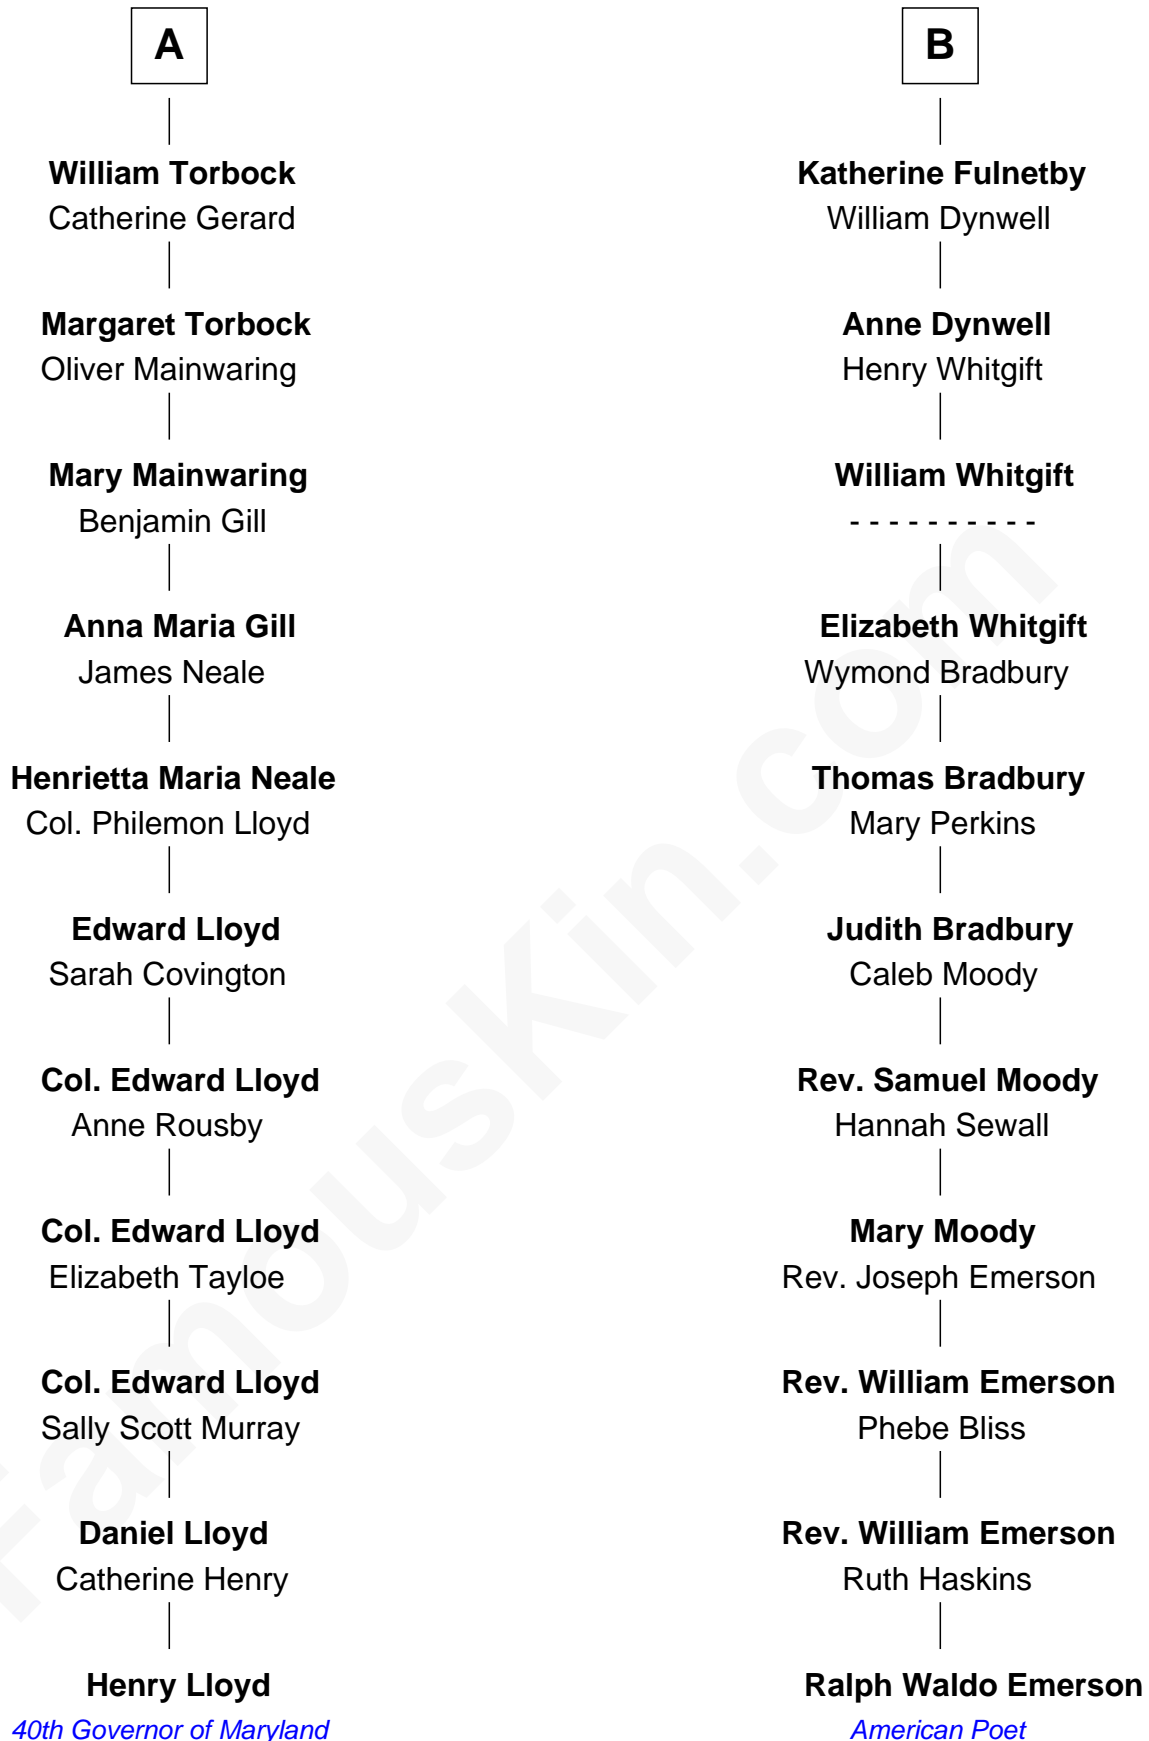 A
William Torbock
Catherine Gerard
Margaret Torbock
Oliver Mainwaring
Mary Mainwaring
Benjamin Gill
Anna Maria Gill
James Neale
Henrietta Maria Neale
Col. Philemon Lloyd
Edward Lloyd
Sarah Covington
Col. Edward Lloyd
Anne Rousby
Col. Edward Lloyd
Elizabeth Tayloe
Col. Edward Lloyd
Sally Scott Murray
Daniel Lloyd
Catherine Henry
Henry Lloyd
40th Governor of Maryland
B
Katherine Fulnetby
William Dynwell
Anne Dynwell
Henry Whitgift
William Whitgift
- - - - - - - - - -
Elizabeth Whitgift
Wymond Bradbury
Thomas Bradbury
Mary Perkins
Judith Bradbury
Caleb Moody
Rev. Samuel Moody
Hannah Sewall
Mary Moody
Rev. Joseph Emerson
Rev. William Emerson
Phebe Bliss
Rev. William Emerson
Ruth Haskins
Ralph Waldo Emerson
American Poet
FamousKin.com